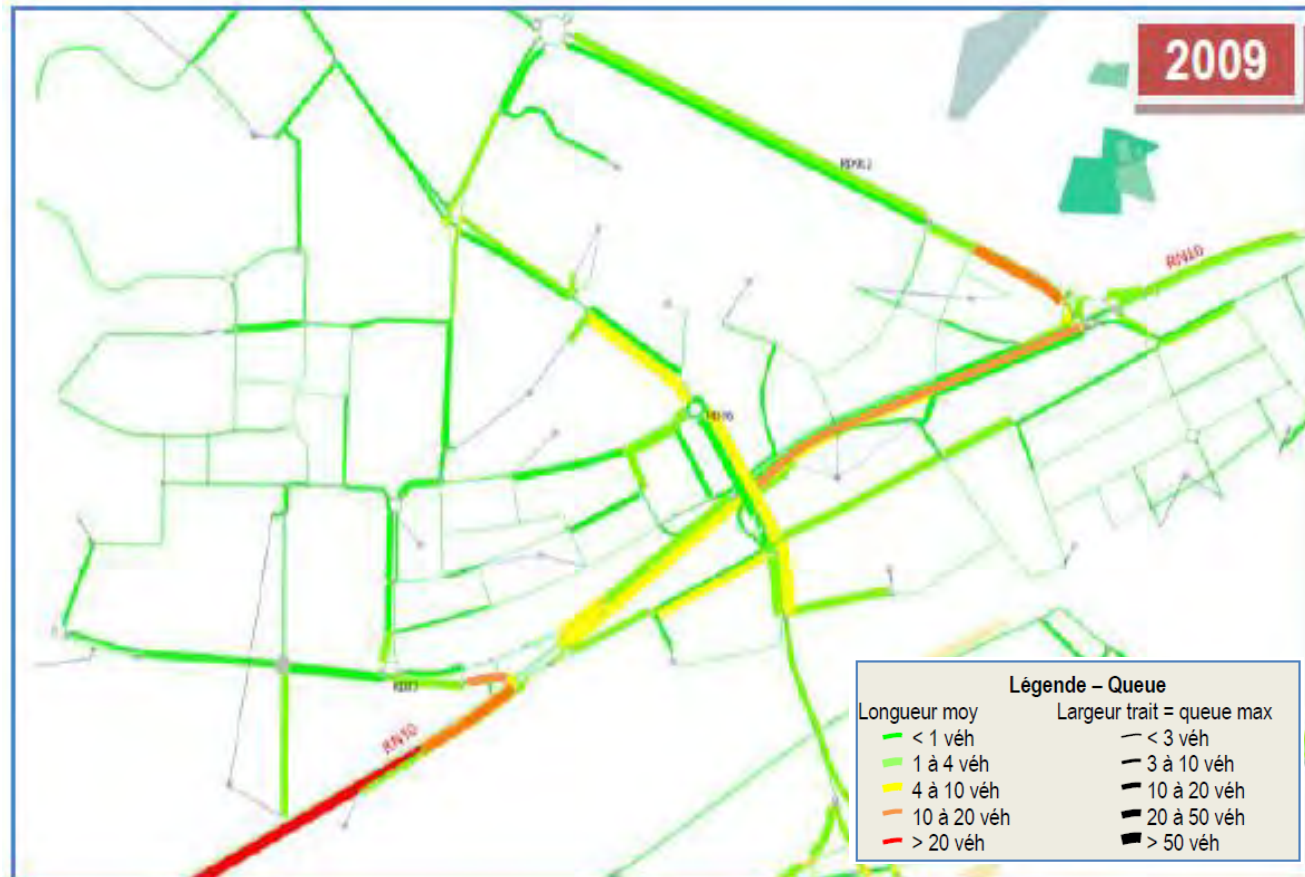 2009
RN10
RN10
Légende – Queue
Longueur moy Largeur trait = queue max
< 1 véh < 3 véh
1 à 4 véh 3 à 10 véh
4 à 10 véh 10 à 20 véh
10 à 20 véh 20 à 50 véh
> 20 véh > 50 véh